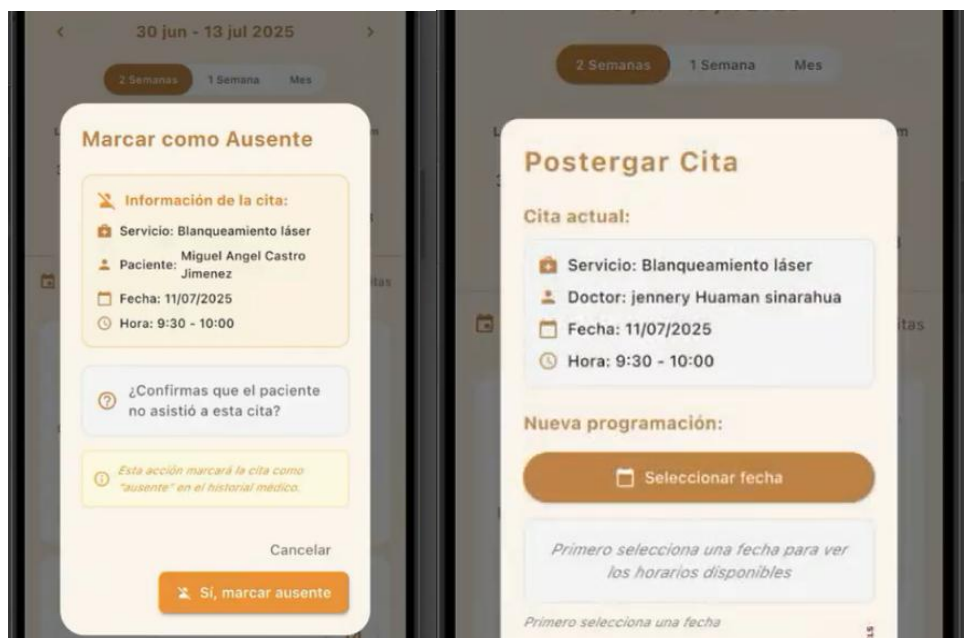 30 jun - 13 jul 2025
2 Semanas 1 Semana Mes
Marcar como Ausente
Información de la cita:
Servicio: Blanqueamiento láser
Paciente: Miguel Angel Castro
Jimenez
Fecha: 11/07/2025
Hora: 9:30 - 10:00
¿Confirmas que el paciente
no asistió a esta cita?
Esta acción marcará la cita como
"ausente" en el historial médico.
Cancelar
Sí, marcar ausente
2 Semanas 1 Semana Mes
Postergar Cita
Cita actual:
Servicio: Blanqueamiento láser
Doctor: jennery Huaman sinarahua
Fecha: 11/07/2025
Hora: 9:30 - 10:00
Nueva programación:
Seleccionar fecha
Primero selecciona una fecha para ver
los horarios disponibles
Primero selecciona una fecha